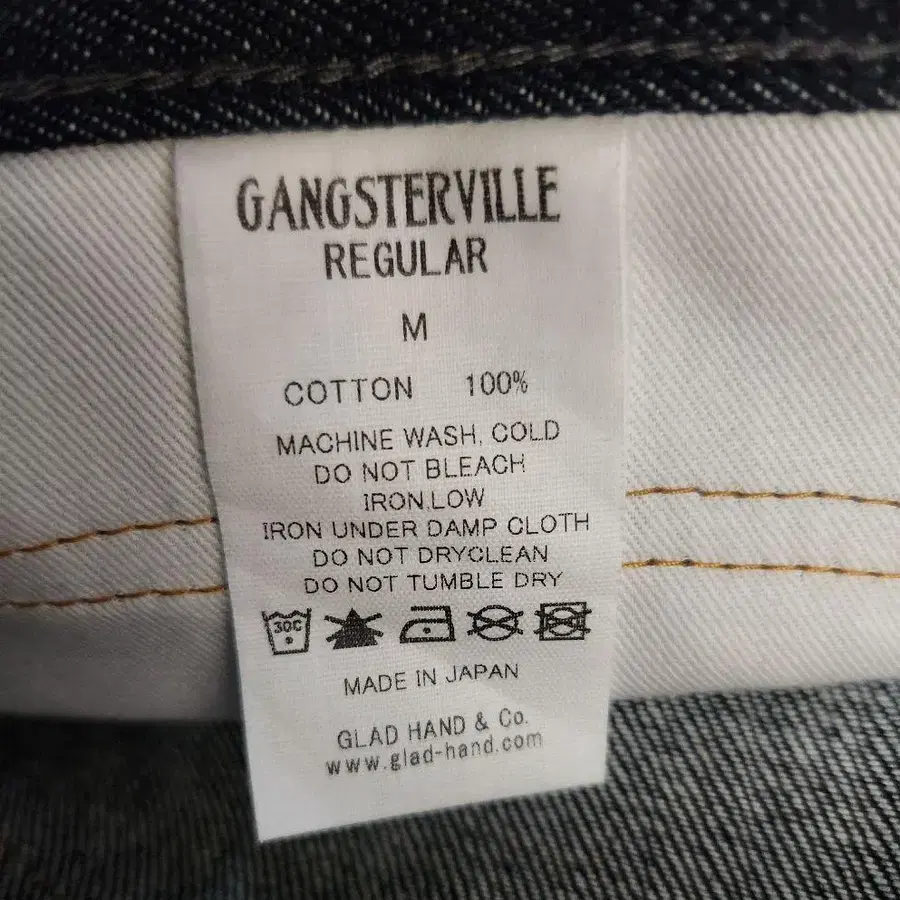 GANGSTERVILLE
REGULAR
M
COTTON 100%
MACHINE WASH, COLD
DO NOT BLEACH
IRON,LOW
IRON UNDER DAMP CLOTH
DO NOT DRYCLEAN
DO NOT TUMBLE DRY
30C
MADE IN JAPAN
GLAD HAND & Co.
www.glad-hand.com